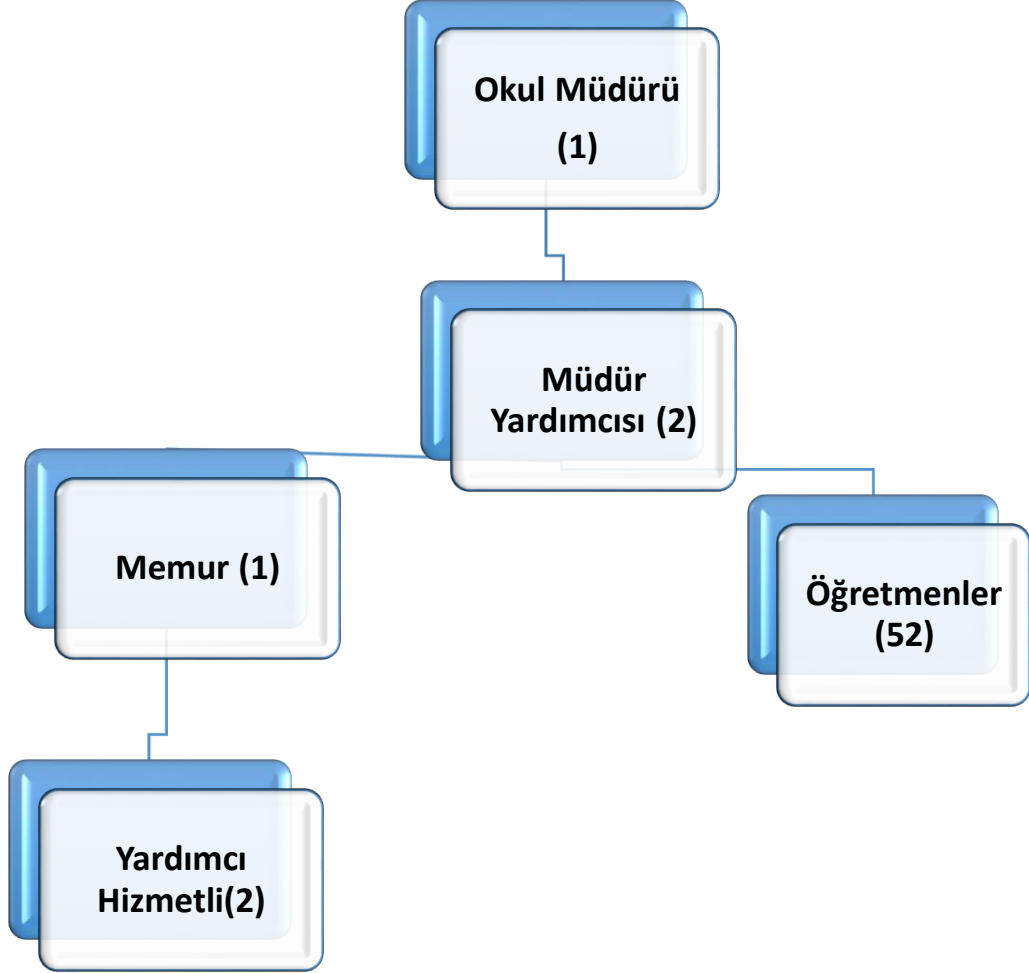 Okul Müdürü
(1)
Müdür
Yardımcısı (2)
Memur (1)
Öğretmenler
(52)
Yardımcı
Hizmetli(2)